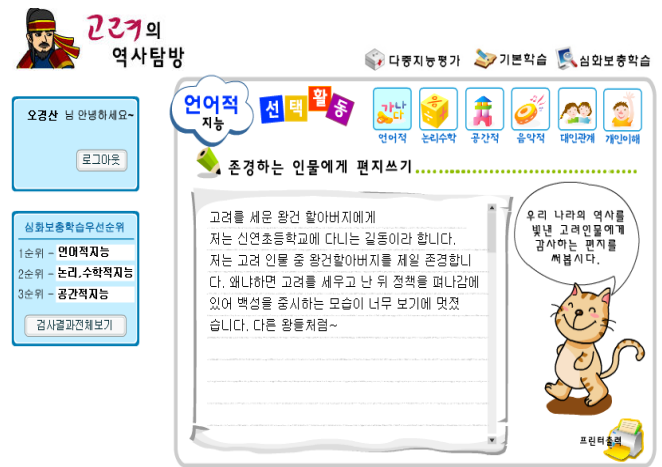 고려의
역사탐방
다중지능평가
기본학습
심화보충학습
오경산 님 안녕하세요~
로그아웃
심화보충학습우선순위
1순위 - 언어적지능
2순위 - 논리,수학적지능
3순위 - 공간적지능
검사결과전체보기
언어적
지능
선택활동
가나다
언어적
논리수학
공간적
음악적
대인관계
개인이해
존경하는 인물에게 편지쓰기
고려를 세운 왕건 할아버지에게
저는 신연초등학교에 다니는 길동이라 합니다.
저는 고려 인물 중 왕건할아버지를 제일 존경합니
다. 왜냐하면 고려를 세우고 난 뒤 정책을 펴나감에
있어 백성을 중시하는 모습이 너무 보기에 멋졌
습니다. 다른 왕들처럼~
우리 나라의 역사를
빛낸 고려인물에게
감사하는 편지를
써봅시다.
프린터출력